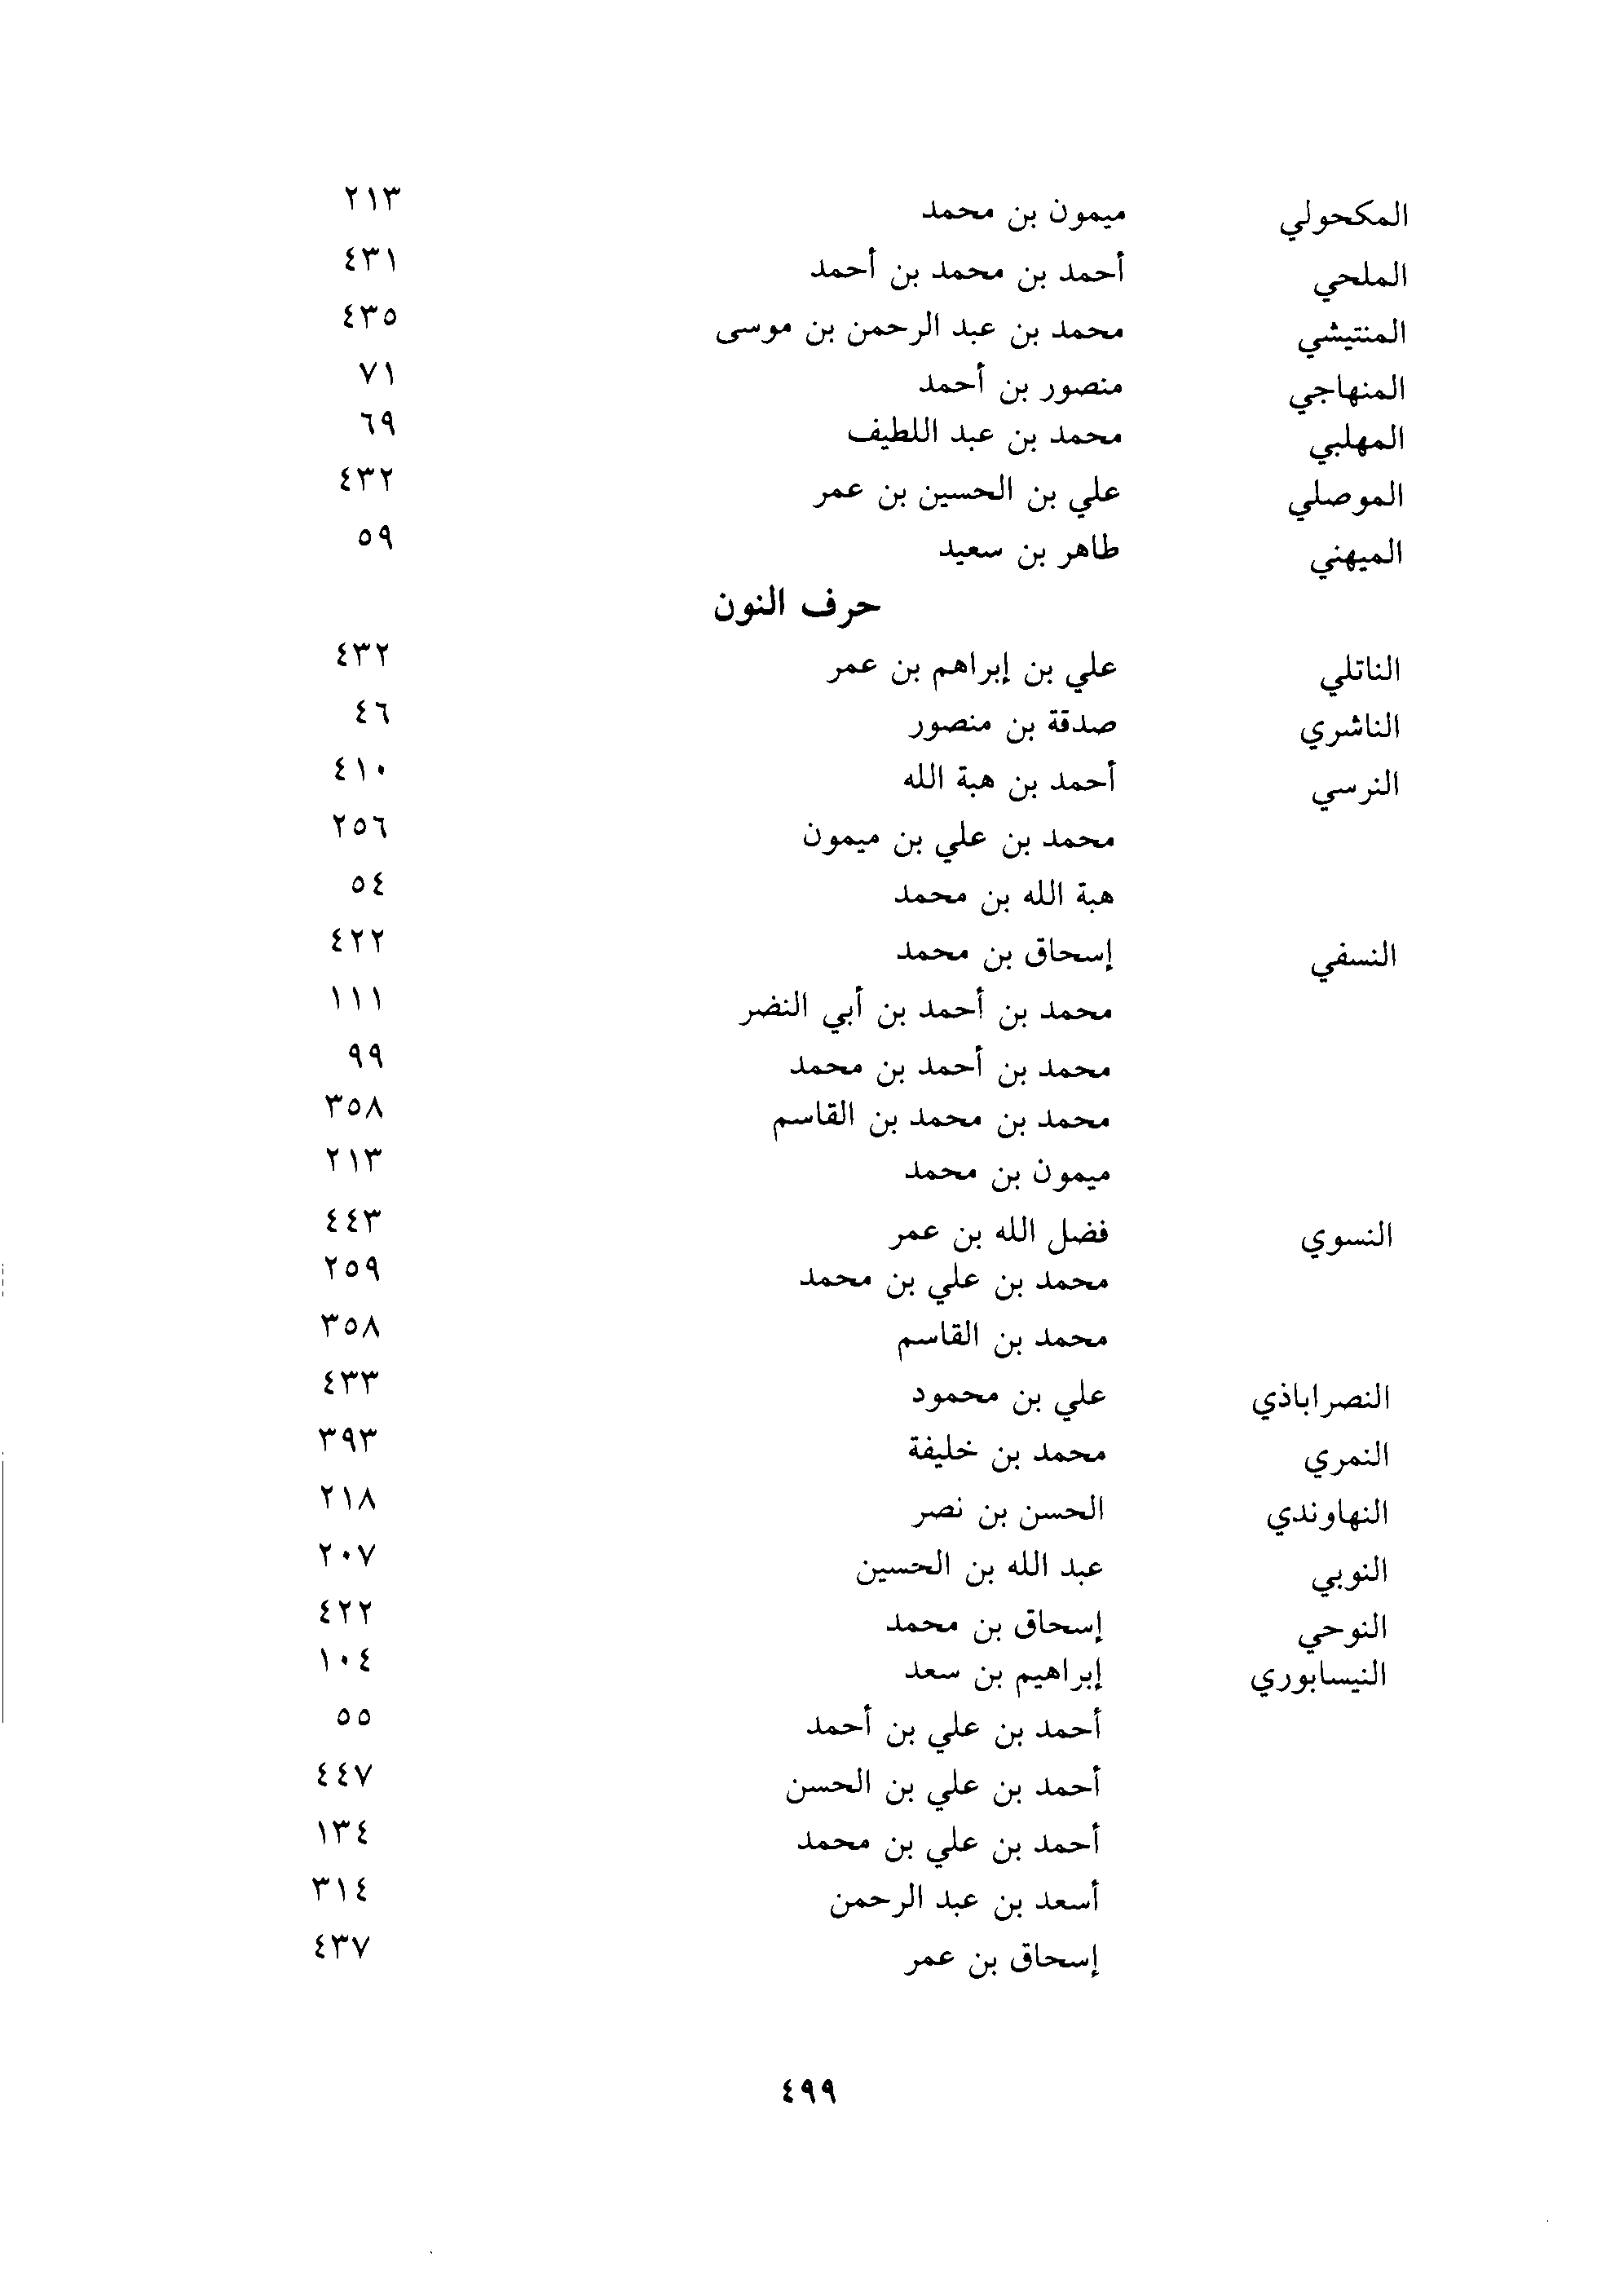 المكحولي ميمون بن محمد ٢١٣
الملحي أحمد بن محمد بن أحمد ٤٣١
المنتيشي محمد بن عبد الرحمن بن موسى ٤٣٥
المنهاجي منصور بن أحمد ٧١
المهلبي محمد بن عبد اللطيف ٦٩
الموصلي علي بن الحسين بن عمر ٤٣٢
الميهني طاهر بن سعيد ٥٩
حرف النون
الناتلي علي بن إبراهم بن عمر ٤٣٢
الناشري صدقة بن منصور ٤٦
النرسي أحمد بن هبة الله ٤١٠
محمد بن علي بن ميمون ٢٥٦
هبة الله بن محمد ٥٤
النسفي إسحاق بن محمد ٤٢٢
محمد بن أحمد بن أبي النضر ١١١
محمد بن أحمد بن محمد ٩٩
محمد بن محمد بن القاسم ٣٥٨
ميمون بن محمد ٢١٣
النسوي فضل الله بن عمر ٤٤٣
محمد بن علي بن محمد ٢٥٩
محمد بن القاسم ٣٥٨
النصراباذي علي بن محمود ٤٣٣
النمري محمد بن خليفة ٣٩٣
النهاوندي الحسن بن نصر ٢١٨
النوبي عبد الله بن الحسين ٢٠٧
النوحي إسحاق بن محمد ٤٢٢
النيسابوري إبراهيم بن سعد ١٠٤
أحمد بن علي بن أحمد ٥٥
أحمد بن علي بن الحسن ٤٤٧
أحمد بن علي بن محمد ١٣٤
أسعد بن عبد الرحمن ٣١٤
إسحاق بن عمر ٤٣٧
٤٩٩